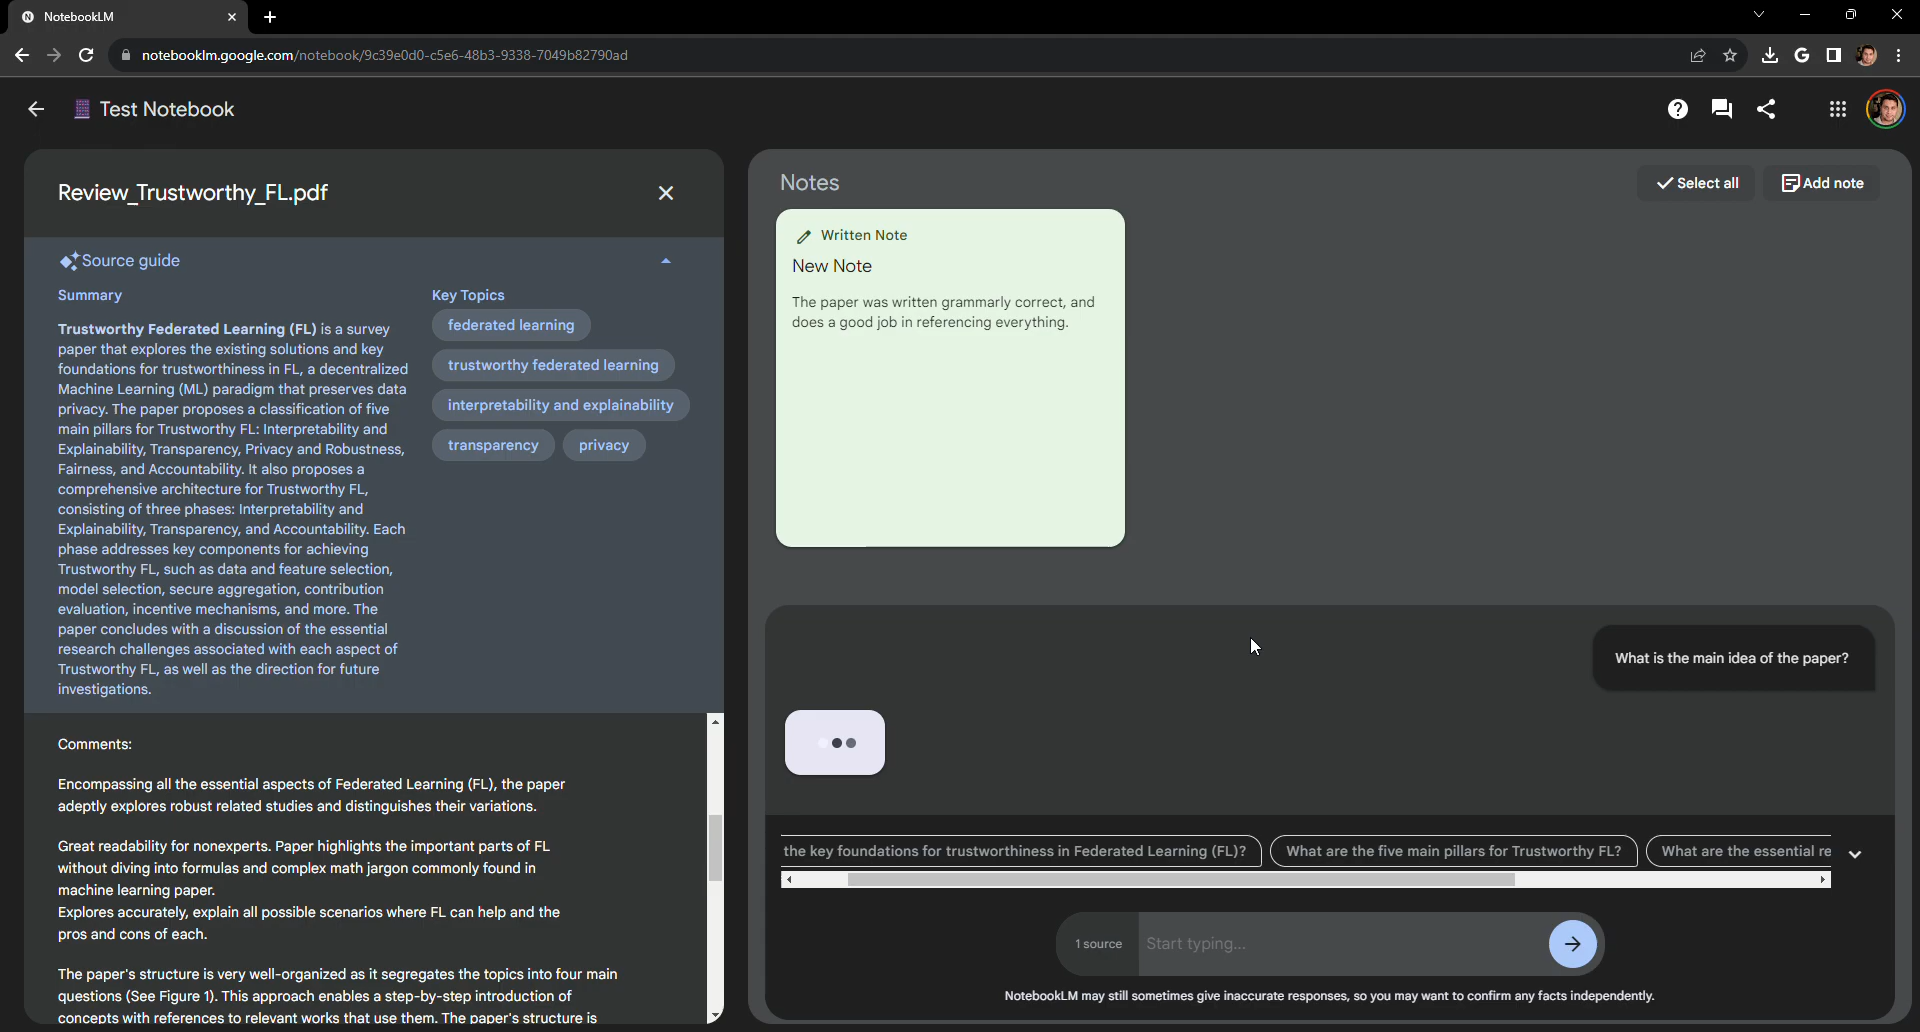 NotebookLM
notebooklm.google.com/notebook/9c39e0d0-c5e6-48b3-9338-7049b82790ad
Test Notebook
Review_Trustworthy_FL.pdf
Source guide
Summary
Trustworthy Federated Learning (FL) is a survey
paper that explores the existing solutions and key
foundations for trustworthiness in FL, a decentralized
Machine Learning (ML) paradigm that preserves data
privacy. The paper proposes a classification of five
main pillars for Trustworthy FL: Interpretability and
Explainability, Transparency, Privacy and Robustness,
Fairness, and Accountability. It also proposes a
comprehensive architecture for Trustworthy FL,
consisting of three phases: Interpretability and
Explainability, Transparency, and Accountability. Each
phase addresses key components for achieving
Trustworthy FL, such as data and feature selection,
model selection, secure aggregation, contribution
evaluation, incentive mechanisms, and more. The
paper concludes with a discussion of the essential
research challenges associated with each aspect of
Trustworthy FL, as well as the direction for future
investigations.
Key Topics
federated learning
trustworthy federated learning
interpretability and explainability
transparency
privacy
Comments:
Encompassing all the essential aspects of Federated Learning (FL), the paper
adeptly explores robust related studies and distinguishes their variations.
Great readability for nonexperts. Paper highlights the important parts of FL
without diving into formulas and complex math jargon commonly found in
machine learning paper.
Explores accurately, explain all possible scenarios where FL can help and the
pros and cons of each.
The paper's structure is very well-organized as it segregates the topics into four main
questions (See Figure 1). This approach enables a step-by-step introduction of
concepts with references to relevant works that use them. The paper's structure is
Notes
Select all
Add note
Written Note
New Note
The paper was written grammarly correct, and
does a good job in referencing everything.
What is the main idea of the paper?
the key foundations for trustworthiness in Federated Learning (FL)?
What are the five main pillars for Trustworthy FL?
What are the essential re
1 source
Start typing...
NotebookLM may still sometimes give inaccurate responses, so you may want to confirm any facts independently.